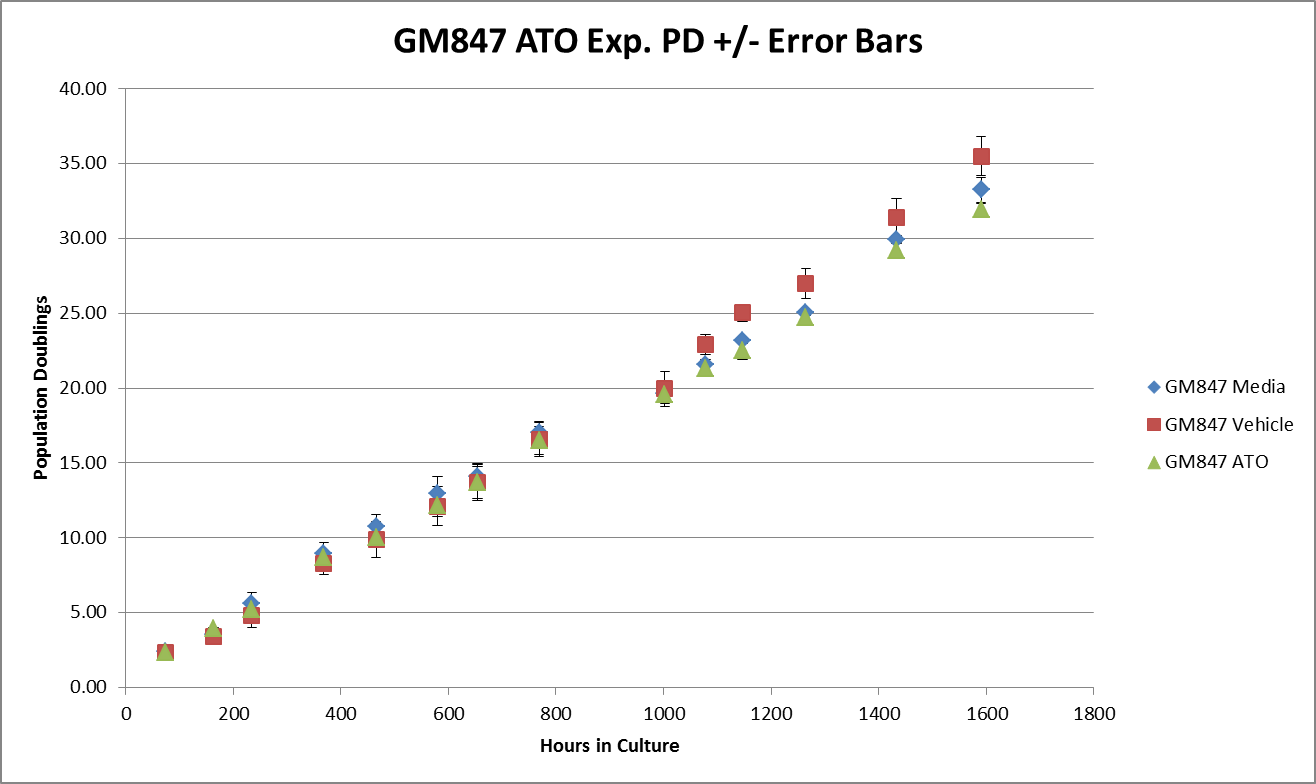 GM847 ATO Exp. PD +/- Error Bars
40.00
35.00
30.00
25.00
20.00
15.00
10.00
5.00
0.00
Population Doublings
0 200 400 600 800 1000 1200 1400 1600 1800
Hours in Culture
GM847 Media
GM847 Vehicle
GM847 ATO